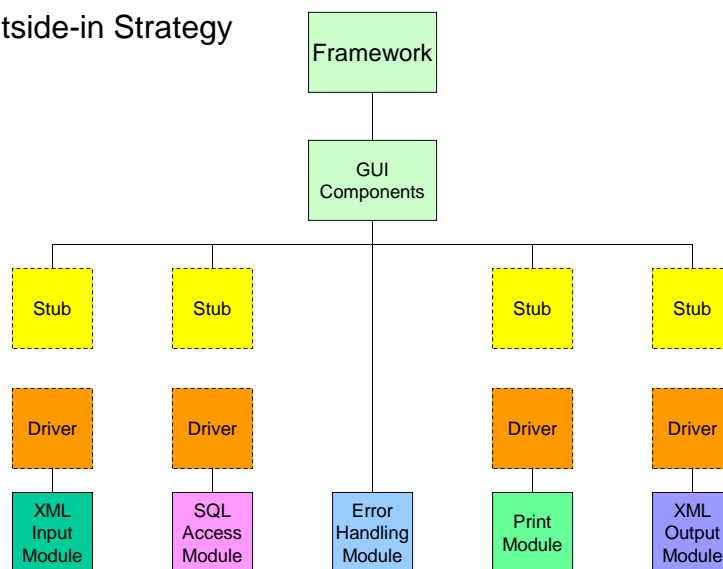 tside-in Strategy
Framework
GUI
Components
Stub
Stub
Stub
Stub
Driver
Driver
Driver
Driver
XML
Input
Module
SQL
Access
Module
Error
Handling
Module
Print
Module
XML
Output
Module